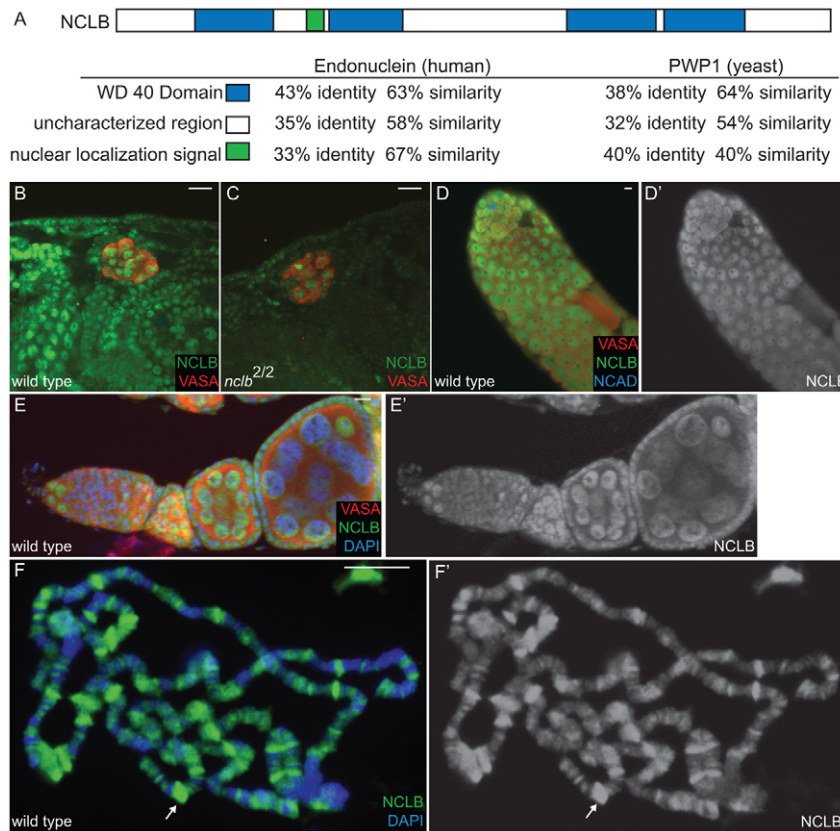 A
NCLB
Endonuclein (human) PWP1 (yeast)
WD 40 Domain 43% identity 63% similarity 38% identity 64% similarity
uncharacterized region 35% identity 58% similarity 32% identity 54% similarity
nuclear localization signal 33% identity 67% similarity 40% identity 40% similarity
B
NCLB
VASA
wild type
C
NCLB
VASA
nclb2/2
D
VASA
NCLB
NCAD
wild type
D'
NCLB
E
VASA
NCLB
DAPI
wild type
E'
NCLB
F
NCLB
DAPI
wild type
F'
NCLB